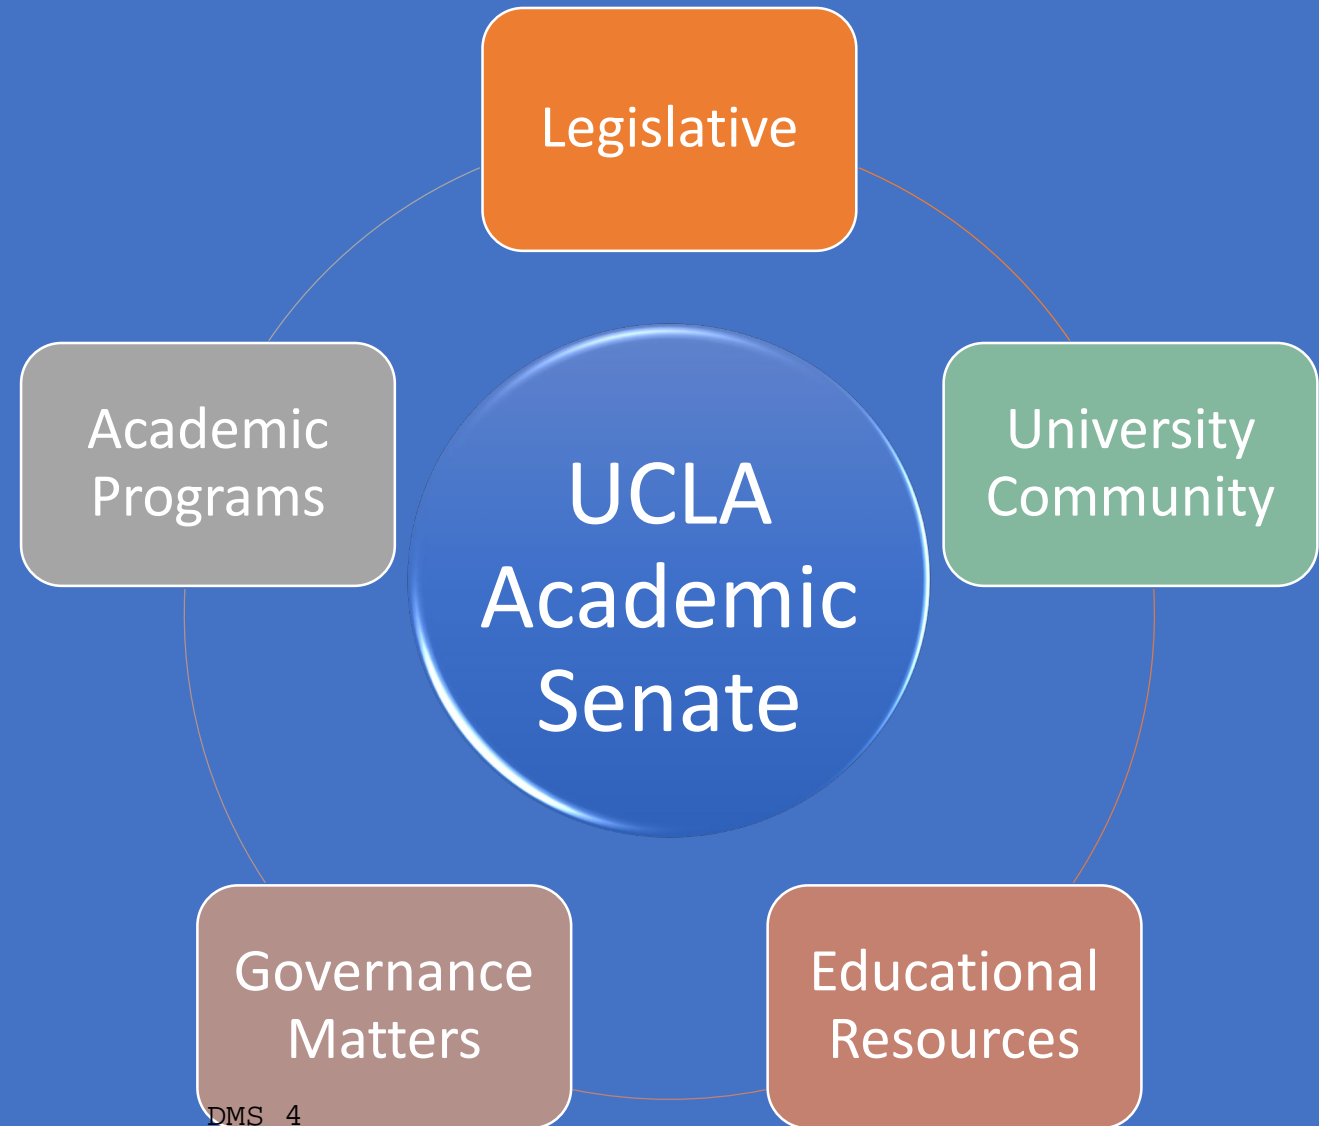 Legislative
Academic
Programs
University
Community
UCLA
Academic
Senate
Governance
Matters
Educational
Resources
DMS 4